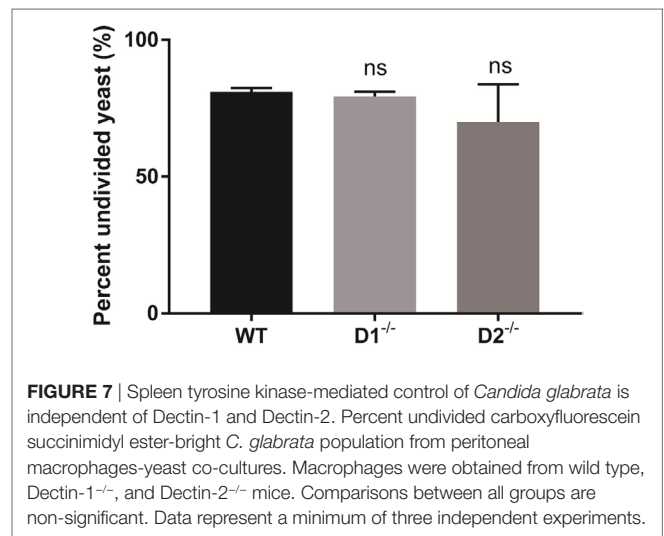 Percent undivided yeast (%)
100
50
0
ns
ns
WT
D1-/-
D2-/-
FIGURE 7 | Spleen tyrosine kinase-mediated control of Candida glabrata is
independent of Dectin-1 and Dectin-2. Percent undivided carboxyfluorescein
succinimidyl ester-bright C. glabrata population from peritoneal
macrophages-yeast co-cultures. Macrophages were obtained from wild type,
Dectin-1−/−, and Dectin-2−/− mice. Comparisons between all groups are
non-significant. Data represent a minimum of three independent experiments.